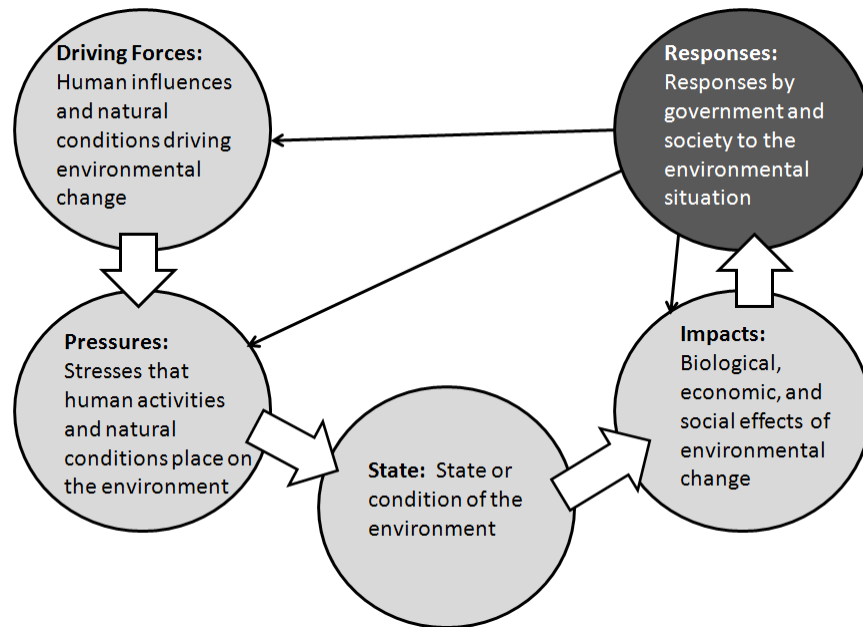 Driving Forces:
Human influences
and natural
conditions driving
environmental
change
Responses:
Responses by
government and
society to the
environmental
situation
Pressures:
Stresses that
human activities
and natural
conditions place on
the environment
State: State or
condition of the
environment
Impacts:
Biological,
economic, and
social effects of
environmental
change